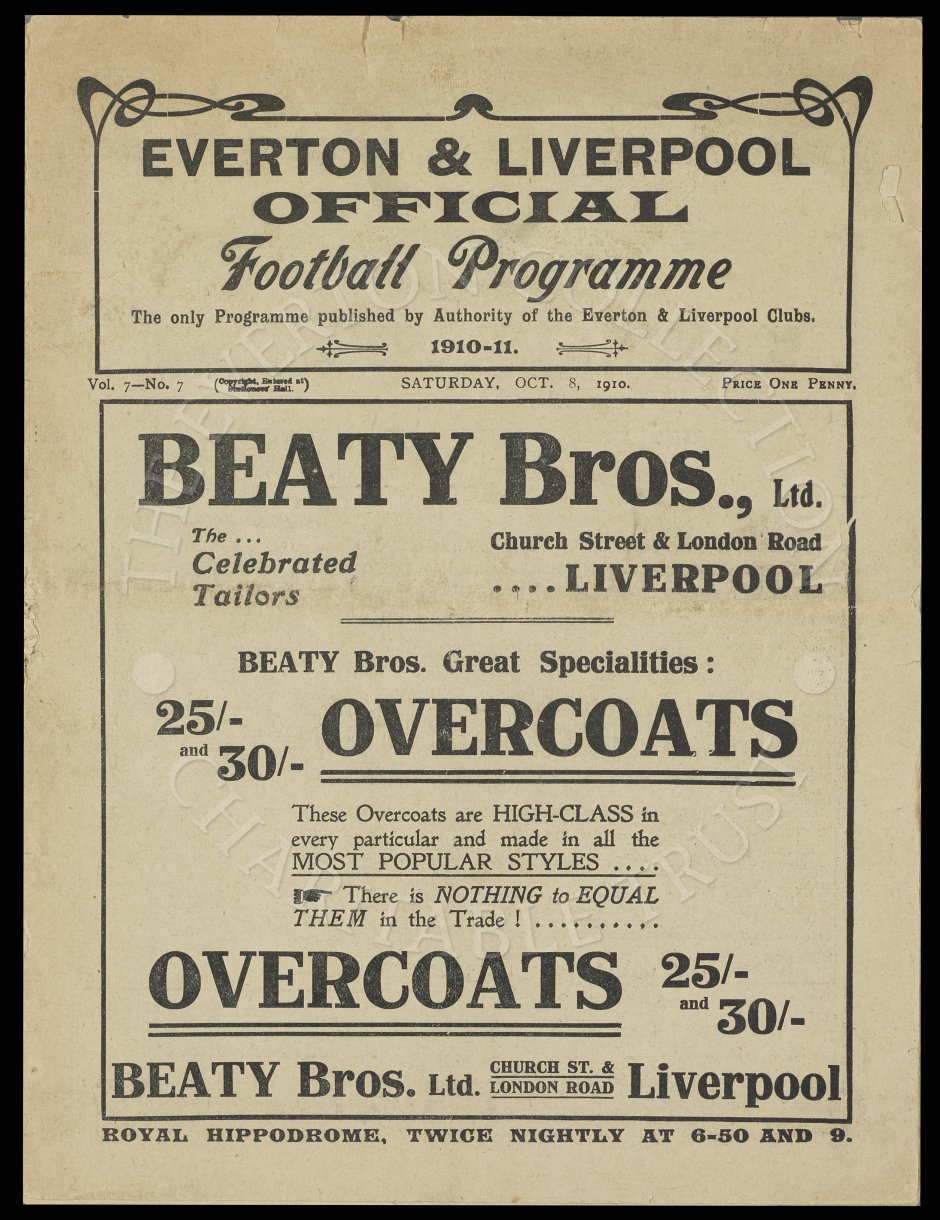 EVERTON & LIVERPOOL
OFFICIAL
Football Programme
The only Programme published by Authority of the Everton & Liverpool Clubs.
1910-11.
Vol. 7—No. 7 (Copyright, Entered at Stationers' Hall.) SATURDAY, OCT. 8, 1910. PRICE ONE PENNY.
BEATY Bros., Ltd.
The ...
Celebrated
Tailors
Church Street & London Road
.... LIVERPOOL
BEATY Bros. Great Specialities :
25/- and 30/- OVERCOATS
These Overcoats are HIGH-CLASS in
every particular and made in all the
MOST POPULAR STYLES ....
☞ There is NOTHING to EQUAL
THEM in the Trade ! ..........
OVERCOATS 25/- and 30/-
BEATY Bros. Ltd. CHURCH ST. & LONDON ROAD Liverpool
ROYAL HIPPODROME, TWICE NIGHTLY AT 6-50 AND 9.
THE EVERTON COLLECTION
CHARITABLE TRUST